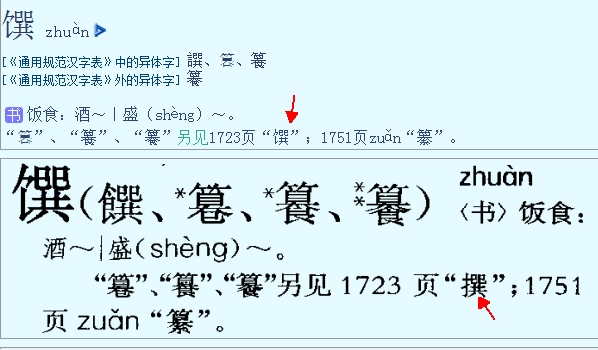 馔 zhuàn
[《通用规范汉字表》中的异体字] 饌、篹、籑
[《通用规范汉字表》外的异体字] 䉵
书 饭食：酒～｜盛（shèng）～。
“篹”、“籑”、“䉵”另见1723页“馔”；1751页zuǎn“纂”。
馔(饌、*篹、*籑、**䉵) zhuàn
〈书〉饭食：
酒～｜盛(shèng)～。
“篹”、“籑”、“䉵”另见 1723 页“撰”；1751
页 zuǎn “纂”。